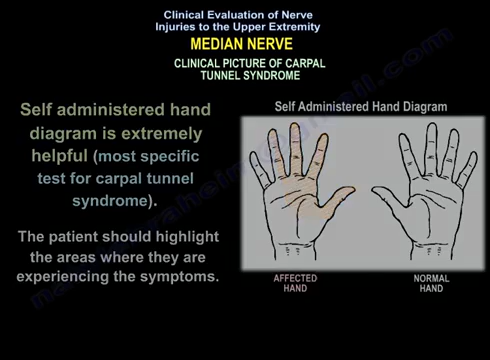 Clinical Evaluation of Nerve
Injuries to the Upper Extremity
MEDIAN NERVE
CLINICAL PICTURE OF CARPAL
TUNNEL SYNDROME
Self administered hand
diagram is extremely
helpful (most specific
test for carpal tunnel
syndrome).
The patient should highlight
the areas where they are
experiencing the symptoms.
Self Administered Hand Diagram
AFFECTED
HAND
NORMAL
HAND